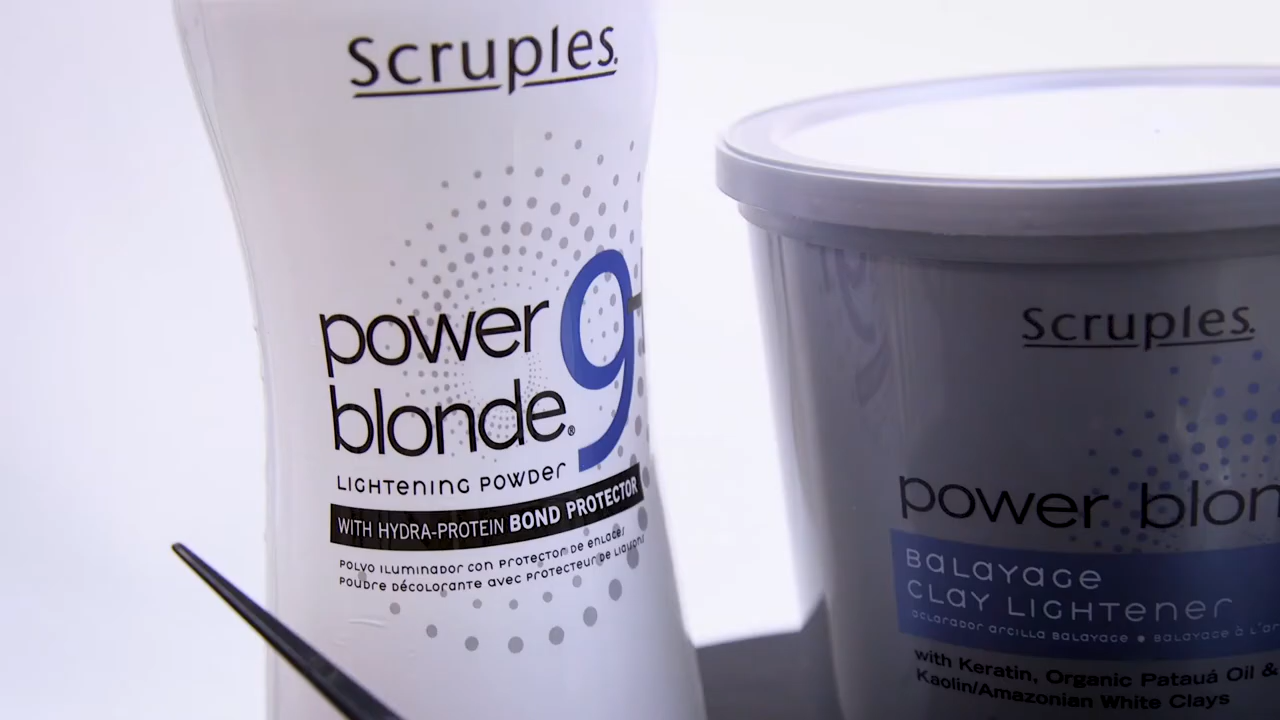 Scruples.
power 9+
blonde®
LIGHTENING POWDER
WITH HYDRA-PROTEIN BOND PROTECTOR
POLVO ILUMINADOR CON PROTECTOR DE ENLACES
POUDRE DÉCOLORANTE AVEC PROTECTEUR DE LIAISONS
Scruples.
power blon
BALAYAGE
CLAY LIGHTENER
ACLARADOR ARCILLA BALAYAGE • BALAYAGE À L'AR
with Keratin, Organic Patauá Oil &
Kaolin/Amazonian White Clays